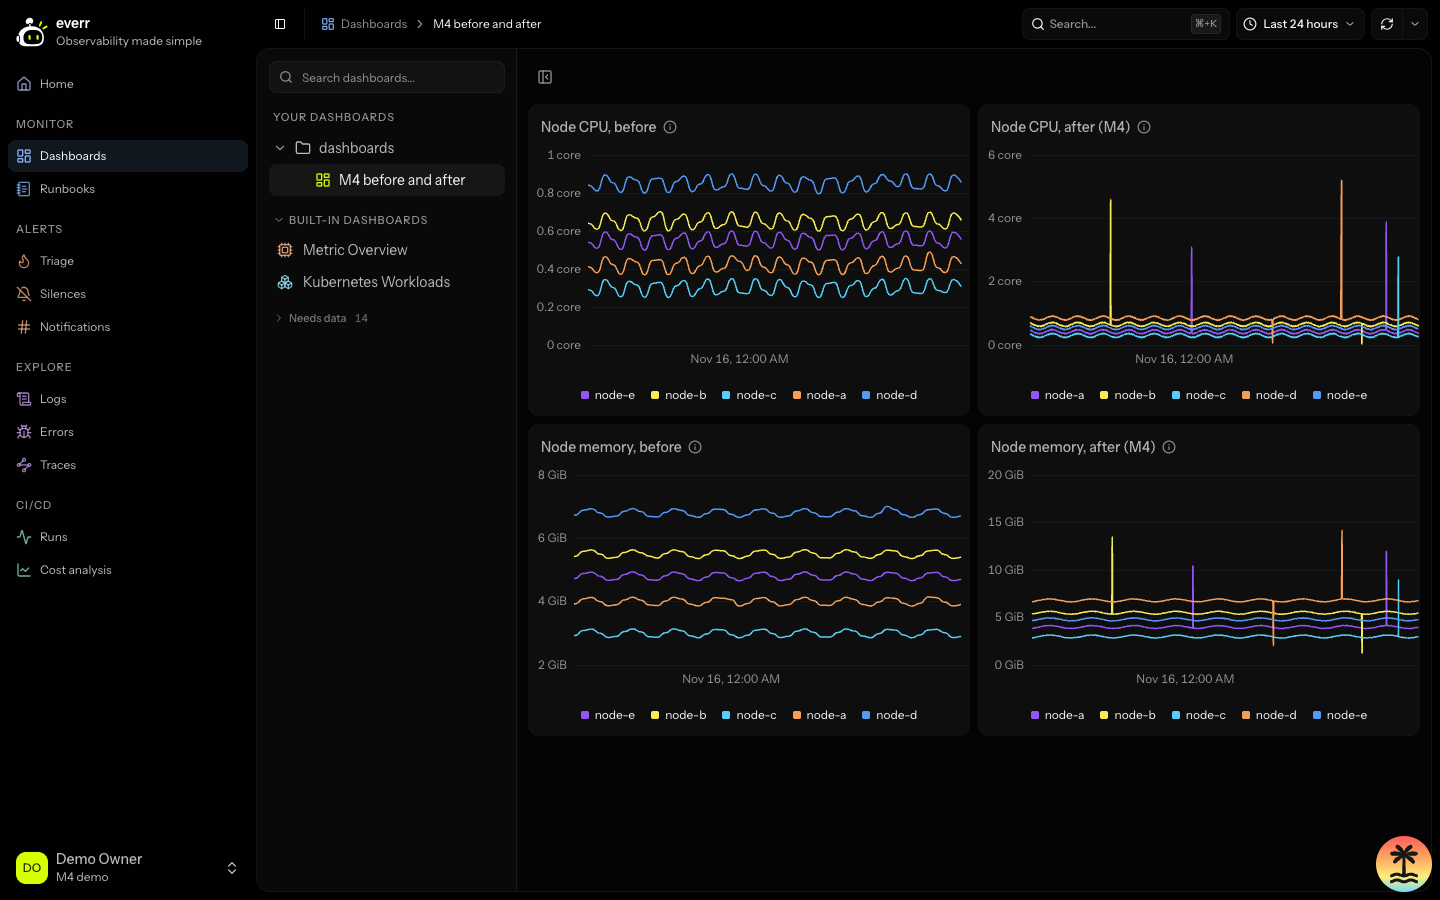 everr
Observability made simple
Home
MONITOR
Dashboards
Runbooks
ALERTS
Triage
Silences
Notifications
EXPLORE
Logs
Errors
Traces
CI/CD
Runs
Cost analysis
DO
Demo Owner
M4 demo
Dashboards
M4 before and after
Search...
⌘+K
Last 24 hours
Search dashboards...
YOUR DASHBOARDS
dashboards
M4 before and after
BUILT-IN DASHBOARDS
Metric Overview
Kubernetes Workloads
Needs data 14
Node CPU, before
1 core
0.8 core
0.6 core
0.4 core
0.2 core
0 core
Nov 16, 12:00 AM
node-e node-b node-c node-a node-d
Node CPU, after (M4)
6 core
4 core
2 core
0 core
Nov 16, 12:00 AM
node-a node-b node-c node-d node-e
Node memory, before
8 GiB
6 GiB
4 GiB
2 GiB
Nov 16, 12:00 AM
node-e node-b node-c node-a node-d
Node memory, after (M4)
20 GiB
15 GiB
10 GiB
5 GiB
0 GiB
Nov 16, 12:00 AM
node-a node-b node-c node-d node-e